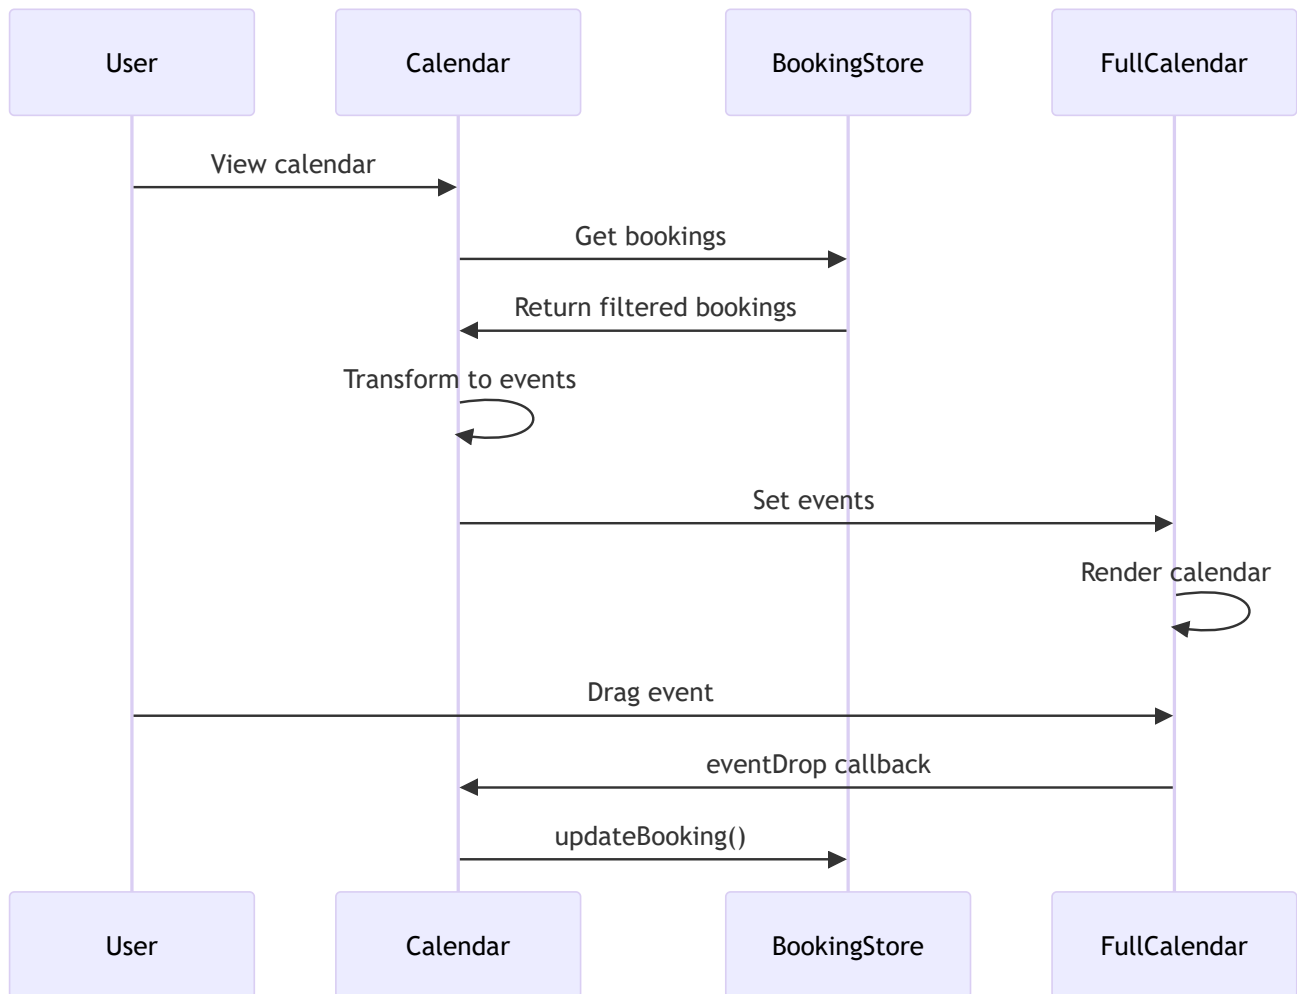 User
Calendar
BookingStore
FullCalendar
View calendar
Get bookings
Return filtered bookings
Transform to events
Set events
Render calendar
Drag event
eventDrop callback
updateBooking()
User
Calendar
BookingStore
FullCalendar